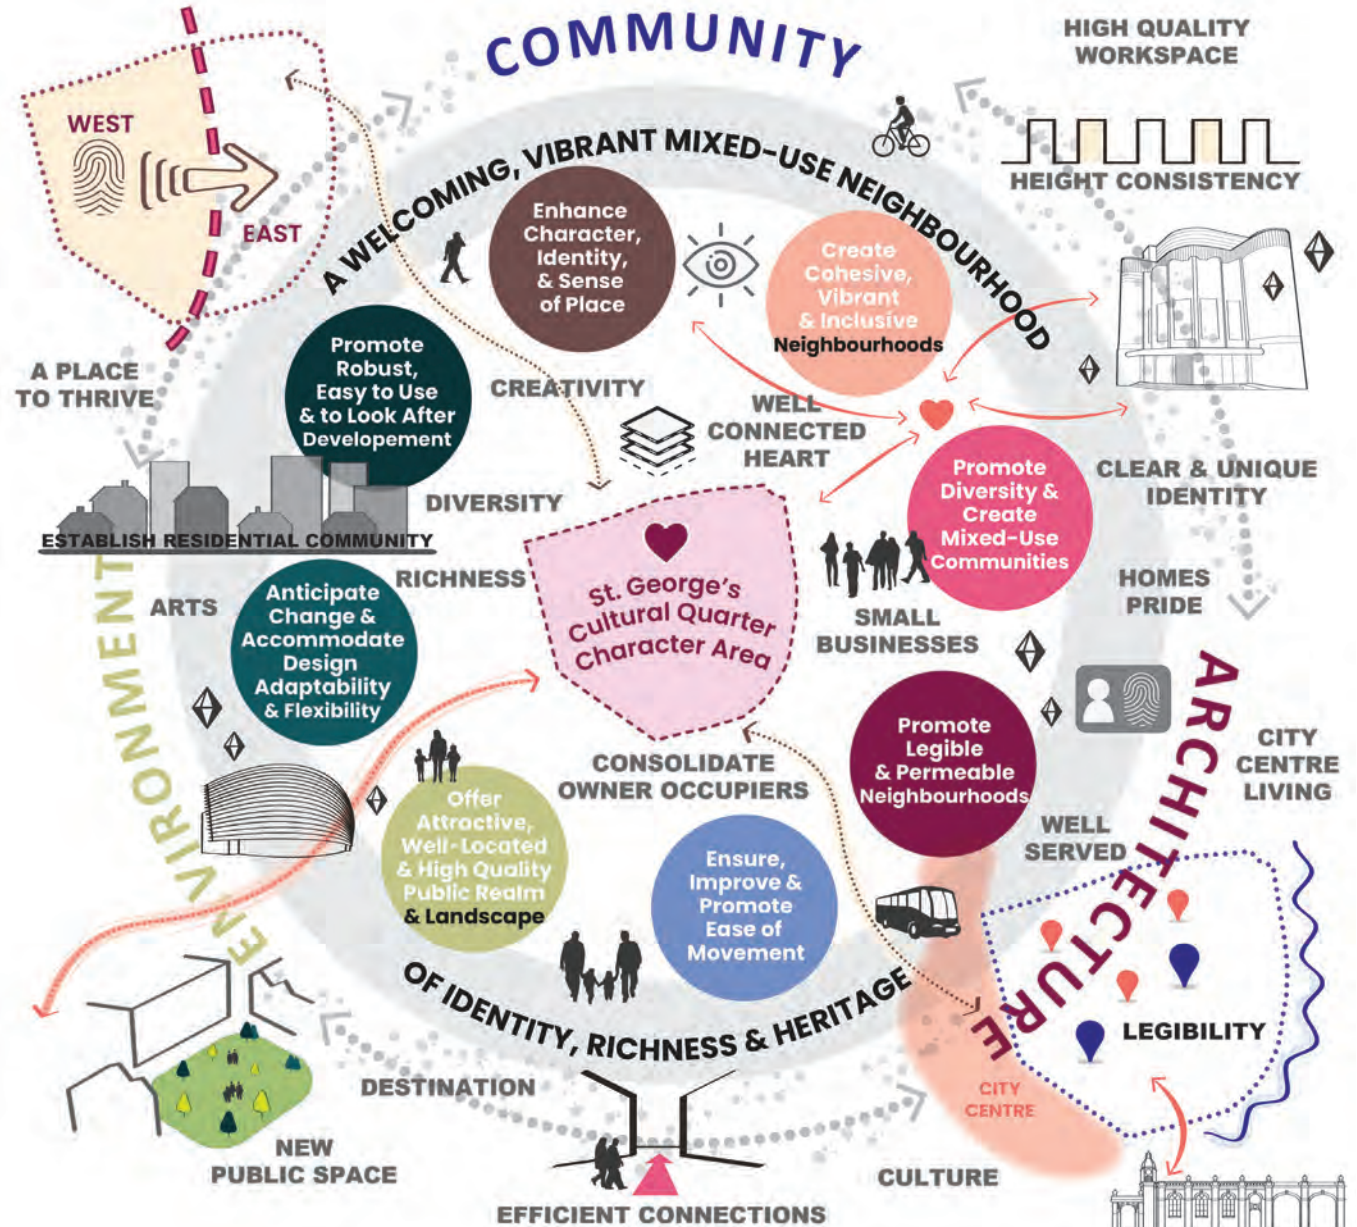 COMMUNITY
HIGH QUALITY
WORKSPACE
HEIGHT CONSISTENCY
WEST
EAST
A WELCOMING, VIBRANT MIXED-USE NEIGHBOURHOOD
Enhance
Character,
Identity,
& Sense
of Place
Create
Cohesive,
Vibrant
& Inclusive
Neighbourhoods
Promote
Robust,
Easy to Use
& to Look After
Developement
A PLACE
TO THRIVE
CREATIVITY
WELL
CONNECTED
HEART
Promote
Diversity &
Create
Mixed-Use
Communities
CLEAR & UNIQUE
IDENTITY
DIVERSITY
ESTABLISH RESIDENTIAL COMMUNITY
RICHNESS
ARTS
ENVIRONMENT
Anticipate
Change &
Accommodate
Design
Adaptability
& Flexibility
St. George's
Cultural Quarter
Character Area
SMALL
BUSINESSES
HOMES
PRIDE
ARCHITECTURE
CITY
CENTRE
LIVING
Promote
Legible
& Permeable
Neighbourhoods
CONSOLIDATE
OWNER OCCUPIERS
WELL
SERVED
Offer
Attractive,
Well-Located
& High Quality
Public Realm
& Landscape
Ensure,
Improve &
Promote
Ease of
Movement
OF IDENTITY, RICHNESS & HERITAGE
LEGIBILITY
CITY
CENTRE
DESTINATION
NEW
PUBLIC SPACE
CULTURE
EFFICIENT CONNECTIONS